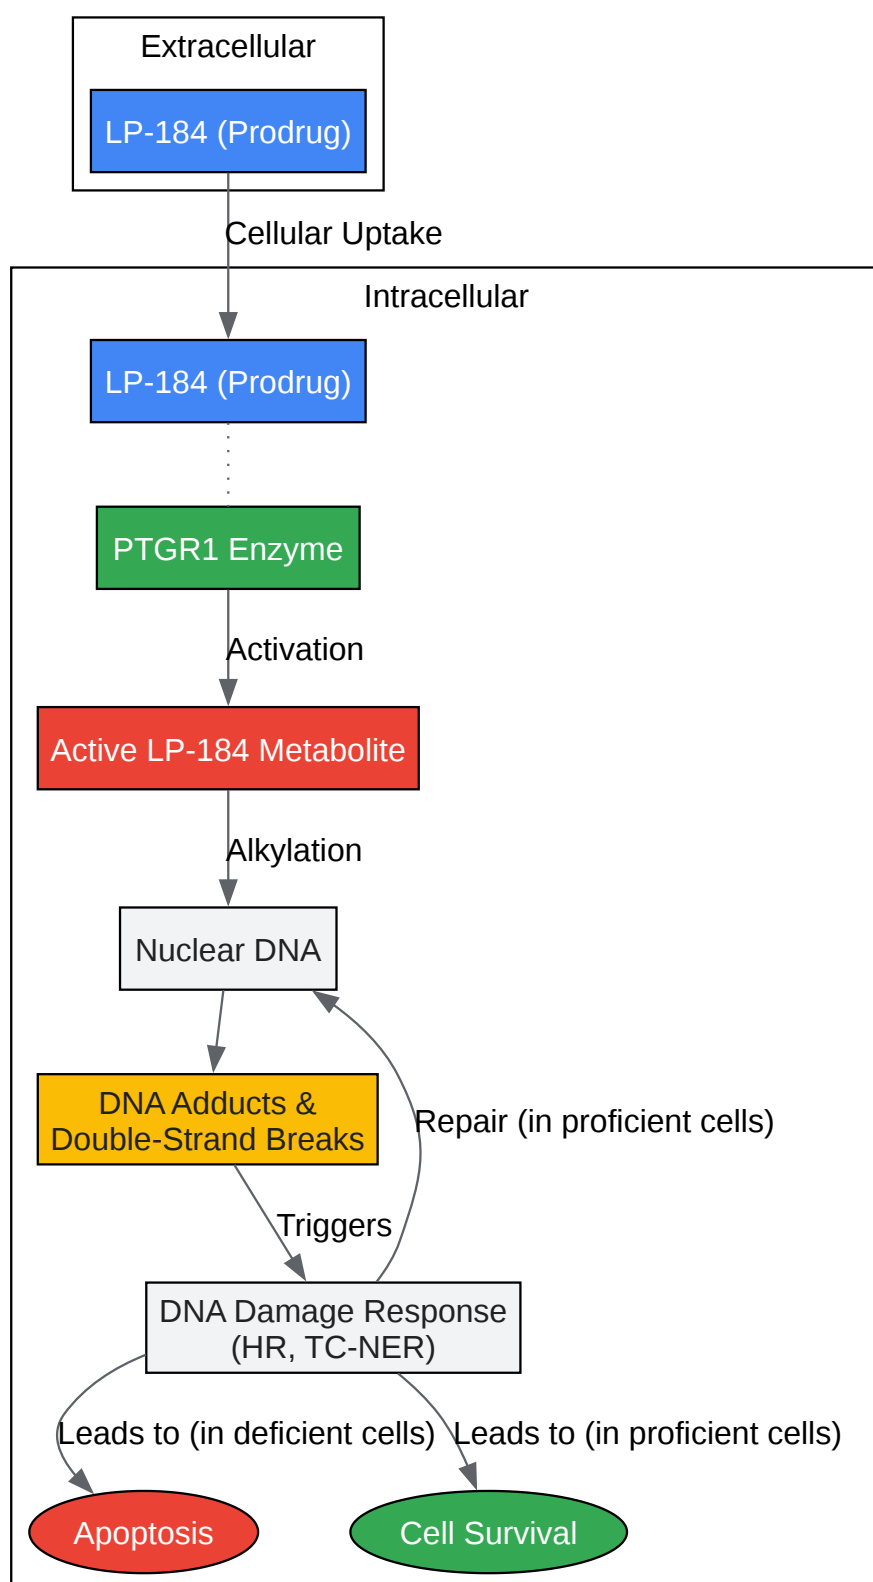 Extracellular
LP-184 (Prodrug)
Cellular Uptake
Intracellular
LP-184 (Prodrug)
PTGR1 Enzyme
Activation
Active LP-184 Metabolite
Alkylation
Nuclear DNA
DNA Adducts &
Double-Strand Breaks
Repair (in proficient cells)
Triggers
DNA Damage Response
(HR, TC-NER)
Leads to (in deficient cells)
Leads to (in proficient cells)
Apoptosis
Cell Survival